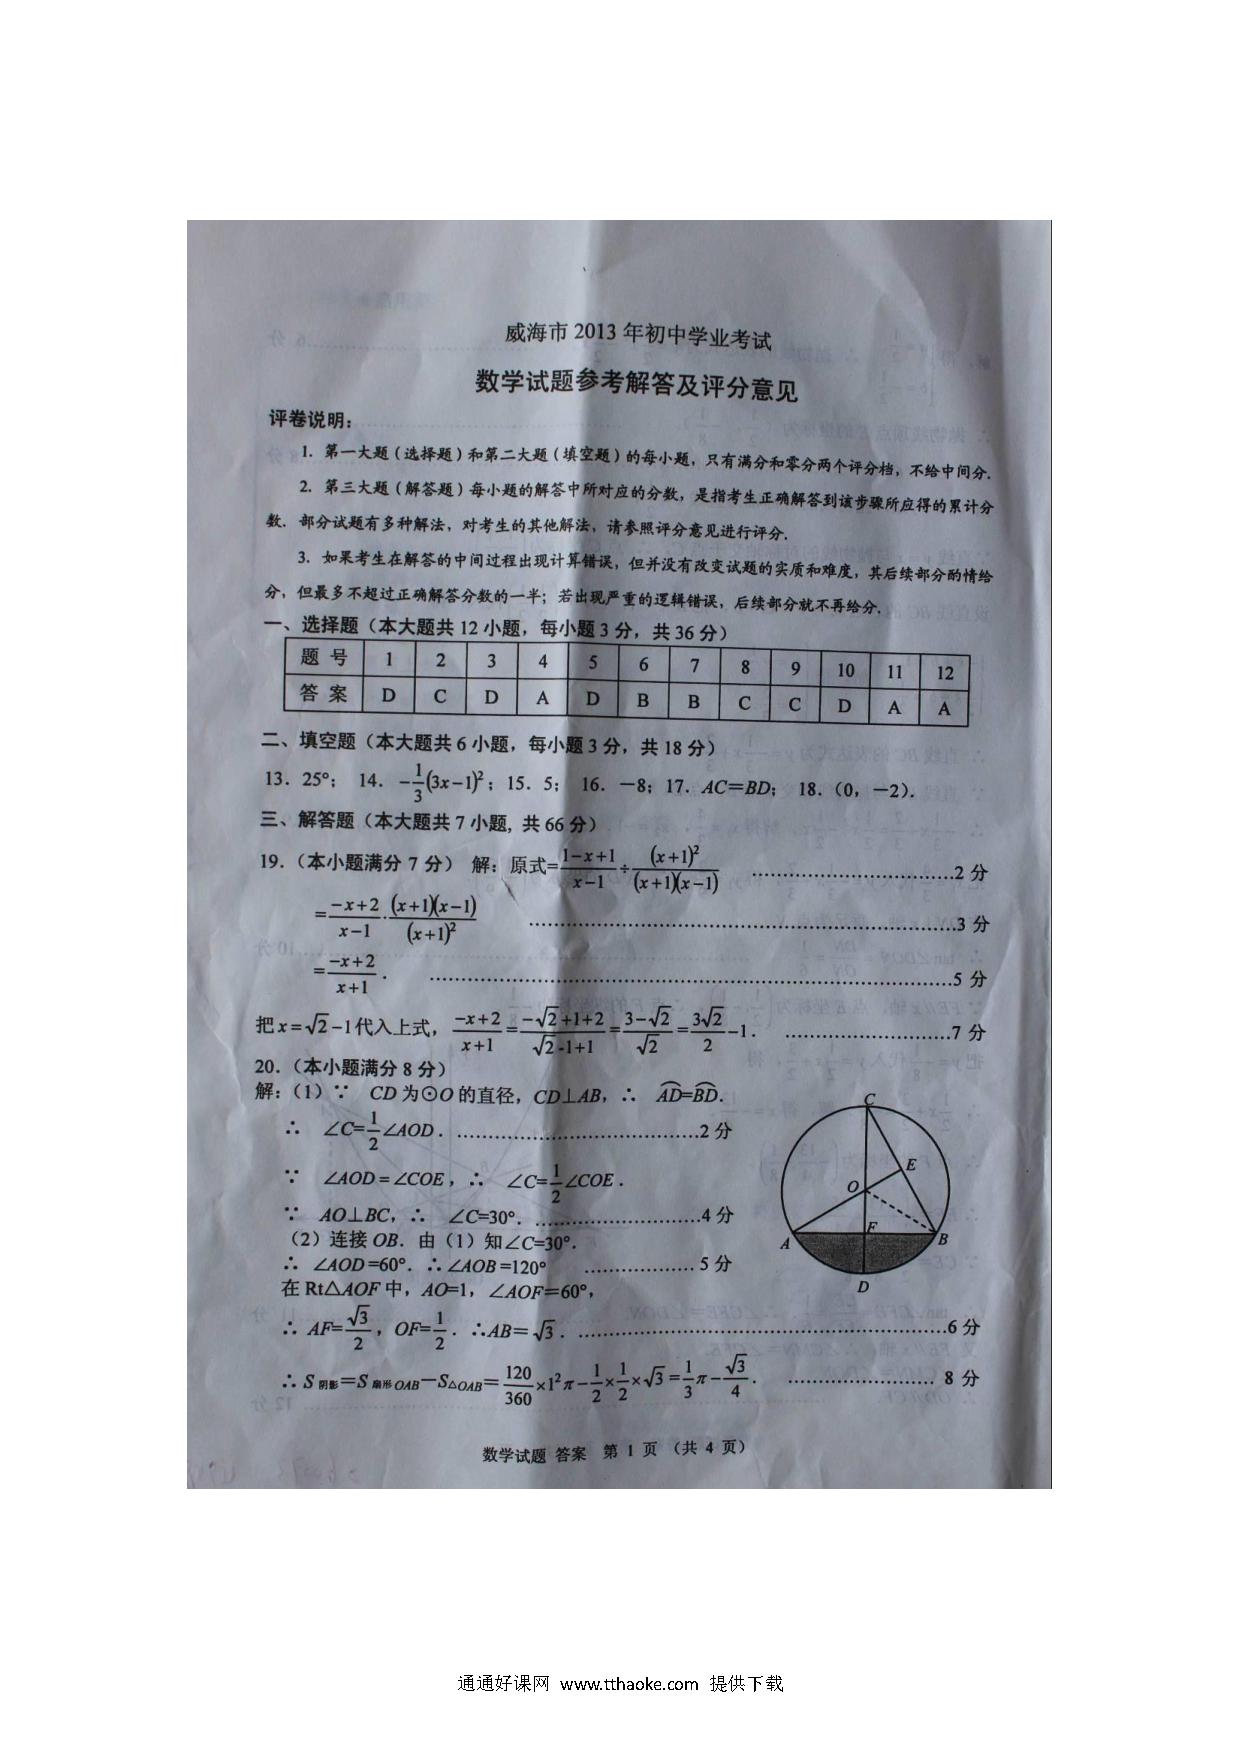 威海市 2013 年初中学业考试
数学试题参考解答及评分意见
评卷说明：
1. 第一大题（选择题）和第二大题（填空题）的每小题，只有满分和零分两个评分档，不给中间分.
2. 第三大题（解答题）每小题的解答中所对应的分数，是指考生正确解答到该步骤所应得的累计分
数. 部分试题有多种解法，对考生的其他解法，请参照评分意见进行评分.
3. 如果考生在解答的中间过程出现计算错误，但并没有改变试题的实质和难度，其后续部分酌情给
分，但最多不超过正确解答分数的一半；若出现严重的逻辑错误，后续部分就不再给分.
一、选择题（本大题共 12 小题，每小题 3 分，共 36 分）
题 号 1 2 3 4 5 6 7 8 9 10 11 12
答 案 D C D A D B B C C D A A
二、填空题（本大题共 6 小题，每小题 3 分，共 18 分）
13. 25°； 14. −1/3(3x−1)²；15. 5； 16. −8；17. AC＝BD； 18.（0，−2）.
三、解答题（本大题共 7 小题, 共 66 分）
19.（本小题满分 7 分） 解：原式=(1−x+1)/(x−1)÷(x+1)²/((x+1)(x−1)) ……………………2 分
=(−x+2)/(x−1)·((x+1)(x−1))/(x+1)² ……………………3 分
=(−x+2)/(x+1). ……………………5 分
把 x=√2−1代入上式，(−x+2)/(x+1)=(−√2+1+2)/(√2-1+1)=(3−√2)/√2=3√2/2−1. ……………………7 分
20.（本小题满分 8 分）
解：（1）∵ CD 为⊙O 的直径，CD⊥AB，∴ AD=BD.
∴ ∠C=1/2∠AOD. ……………………2 分
∵ ∠AOD=∠COE，∴ ∠C=1/2∠COE.
∵ AO⊥BC，∴ ∠C=30°. ……………………4 分
（2）连接 OB. 由（1）知∠C=30°.
∴ ∠AOD=60°. ∴∠AOB=120° ……………… 5 分
在 Rt△AOF 中，AO=1，∠AOF＝60°，
∴ AF=√3/2，OF=1/2. ∴AB＝√3. ……………………6 分
∴S阴影＝S扇形OAB－S△OAB＝120/360×1²π−1/2×1/2×√3=1/3π−√3/4. ……………………8 分
C
E
O
F
A
B
D
数学试题 答案 第 1 页 （共 4 页）
通通好课网 www.tthaoke.com 提供下载